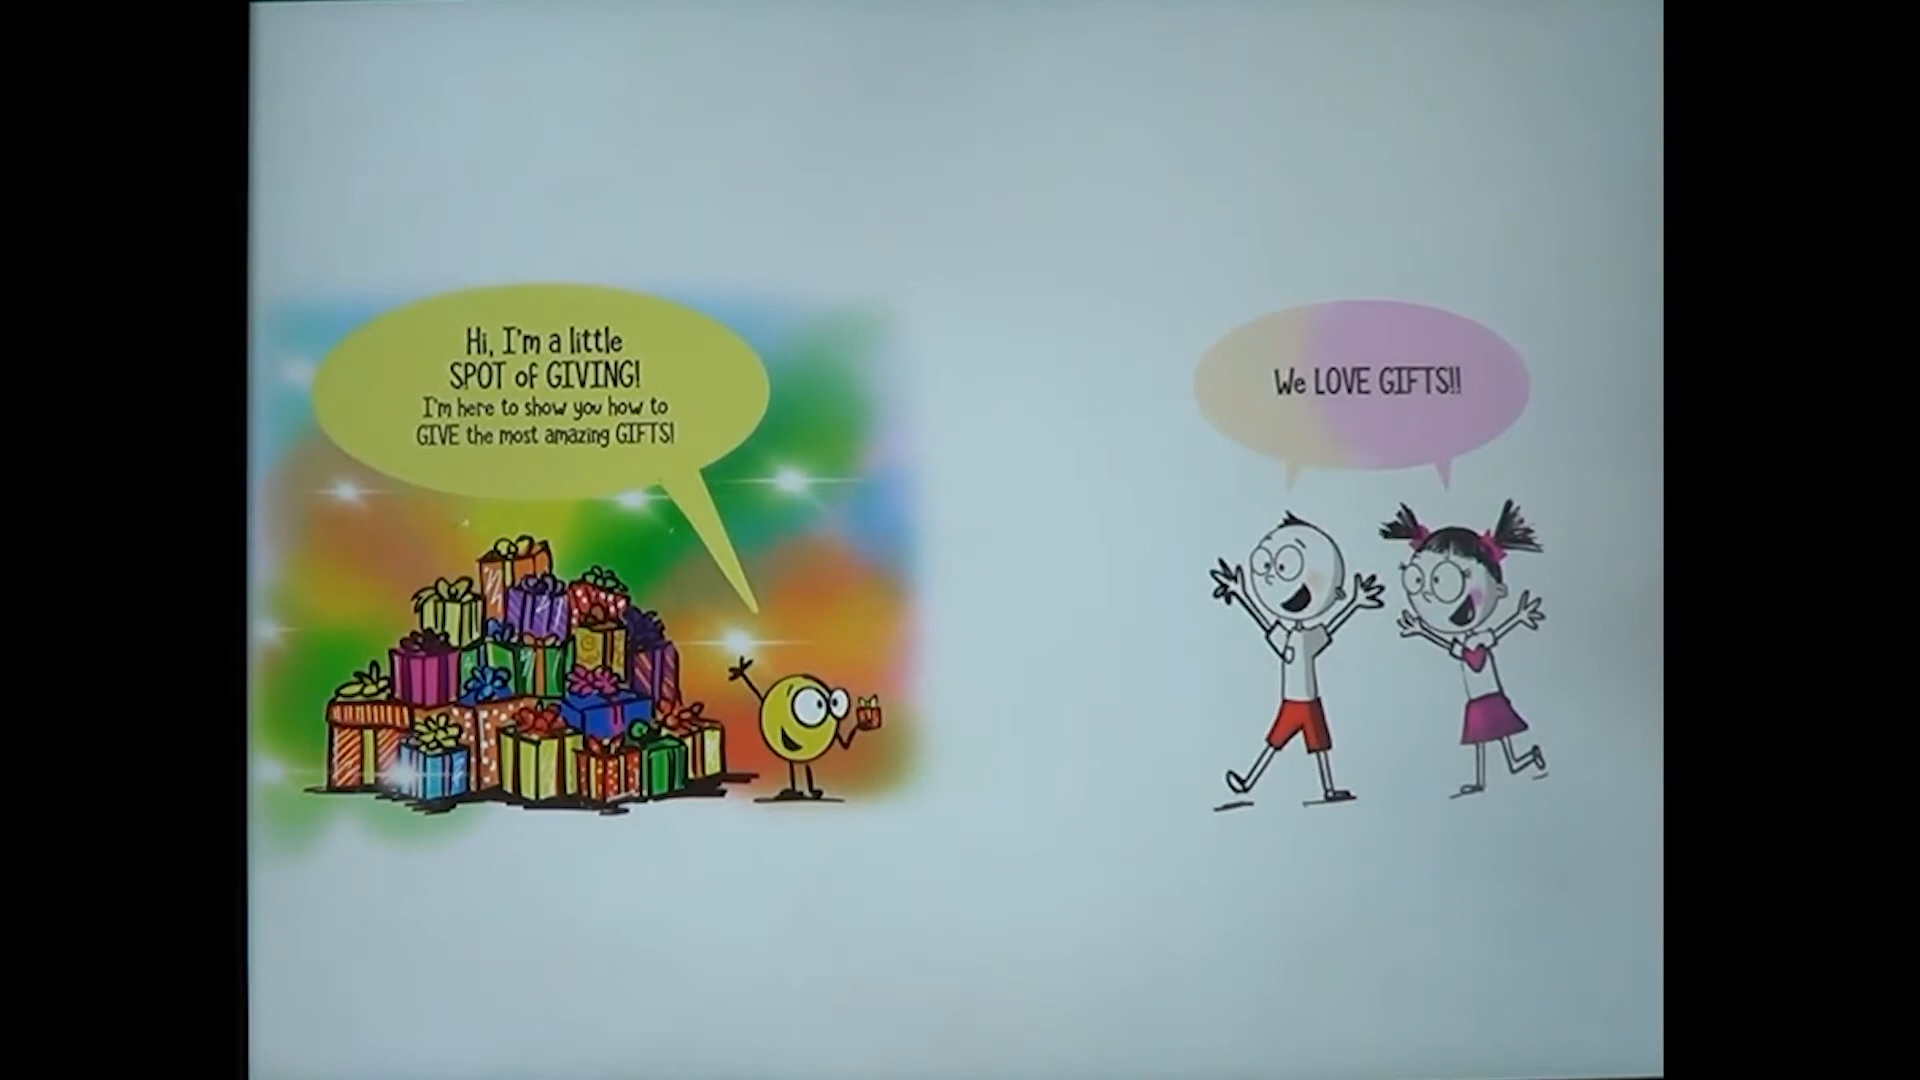 Hi, I'm a little
SPOT of GIVING!
I'm here to show you how to
GIVE the most amazing GIFTS!
We LOVE GIFTS!!